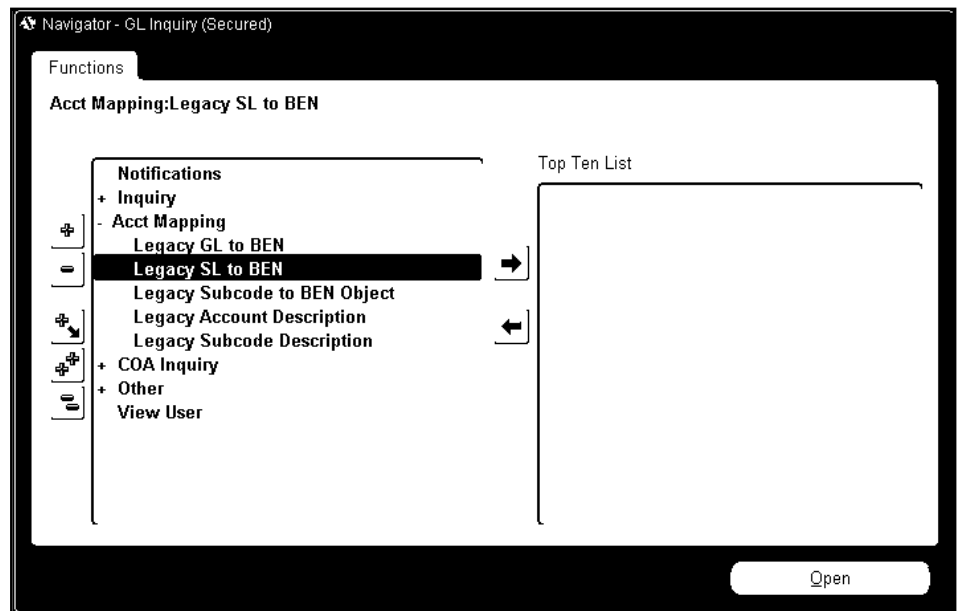 Navigator - GL Inquiry (Secured)
Functions
Acct Mapping:Legacy SL to BEN
Top Ten List
Notifications
+ Inquiry
- Acct Mapping
Legacy GL to BEN
Legacy SL to BEN
Legacy Subcode to BEN Object
Legacy Account Description
Legacy Subcode Description
+ COA Inquiry
+ Other
View User
Open